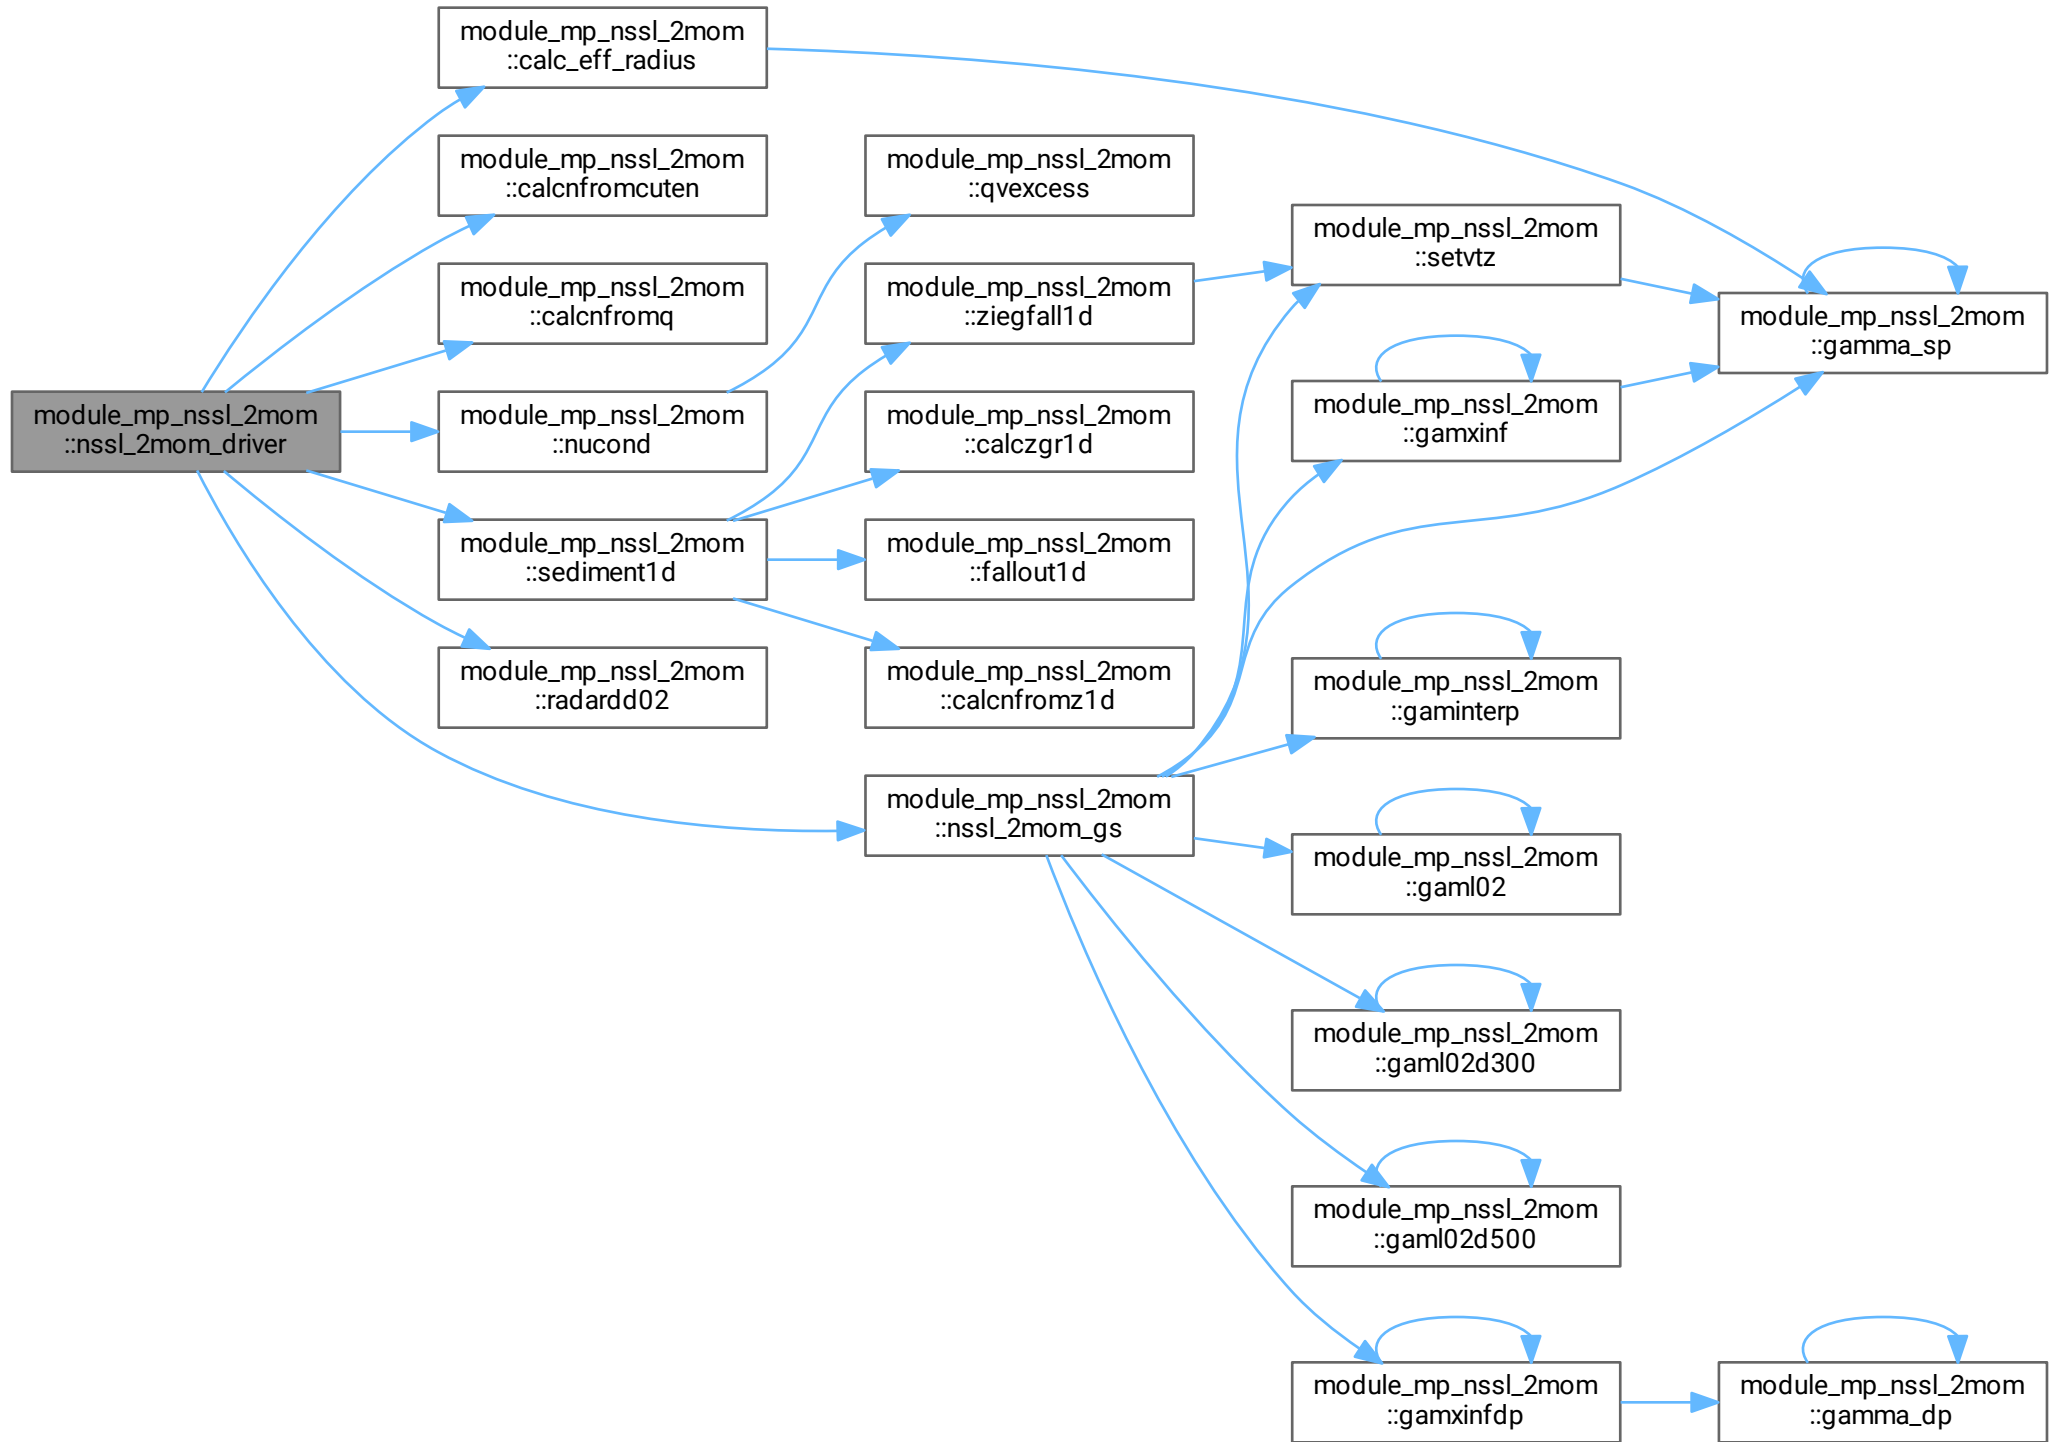 module_mp_nssl_2mom
::nssl_2mom_driver
module_mp_nssl_2mom
::calc_eff_radius
module_mp_nssl_2mom
::calcnfromcuten
module_mp_nssl_2mom
::calcnfromq
module_mp_nssl_2mom
::nucond
module_mp_nssl_2mom
::sediment1d
module_mp_nssl_2mom
::radardd02
module_mp_nssl_2mom
::qvexcess
module_mp_nssl_2mom
::ziegfall1d
module_mp_nssl_2mom
::calczgr1d
module_mp_nssl_2mom
::fallout1d
module_mp_nssl_2mom
::calcnfromz1d
module_mp_nssl_2mom
::nssl_2mom_gs
module_mp_nssl_2mom
::setvtz
module_mp_nssl_2mom
::gamxinf
module_mp_nssl_2mom
::gaminterp
module_mp_nssl_2mom
::gaml02
module_mp_nssl_2mom
::gaml02d300
module_mp_nssl_2mom
::gaml02d500
module_mp_nssl_2mom
::gamxinfdp
module_mp_nssl_2mom
::gamma_sp
module_mp_nssl_2mom
::gamma_dp